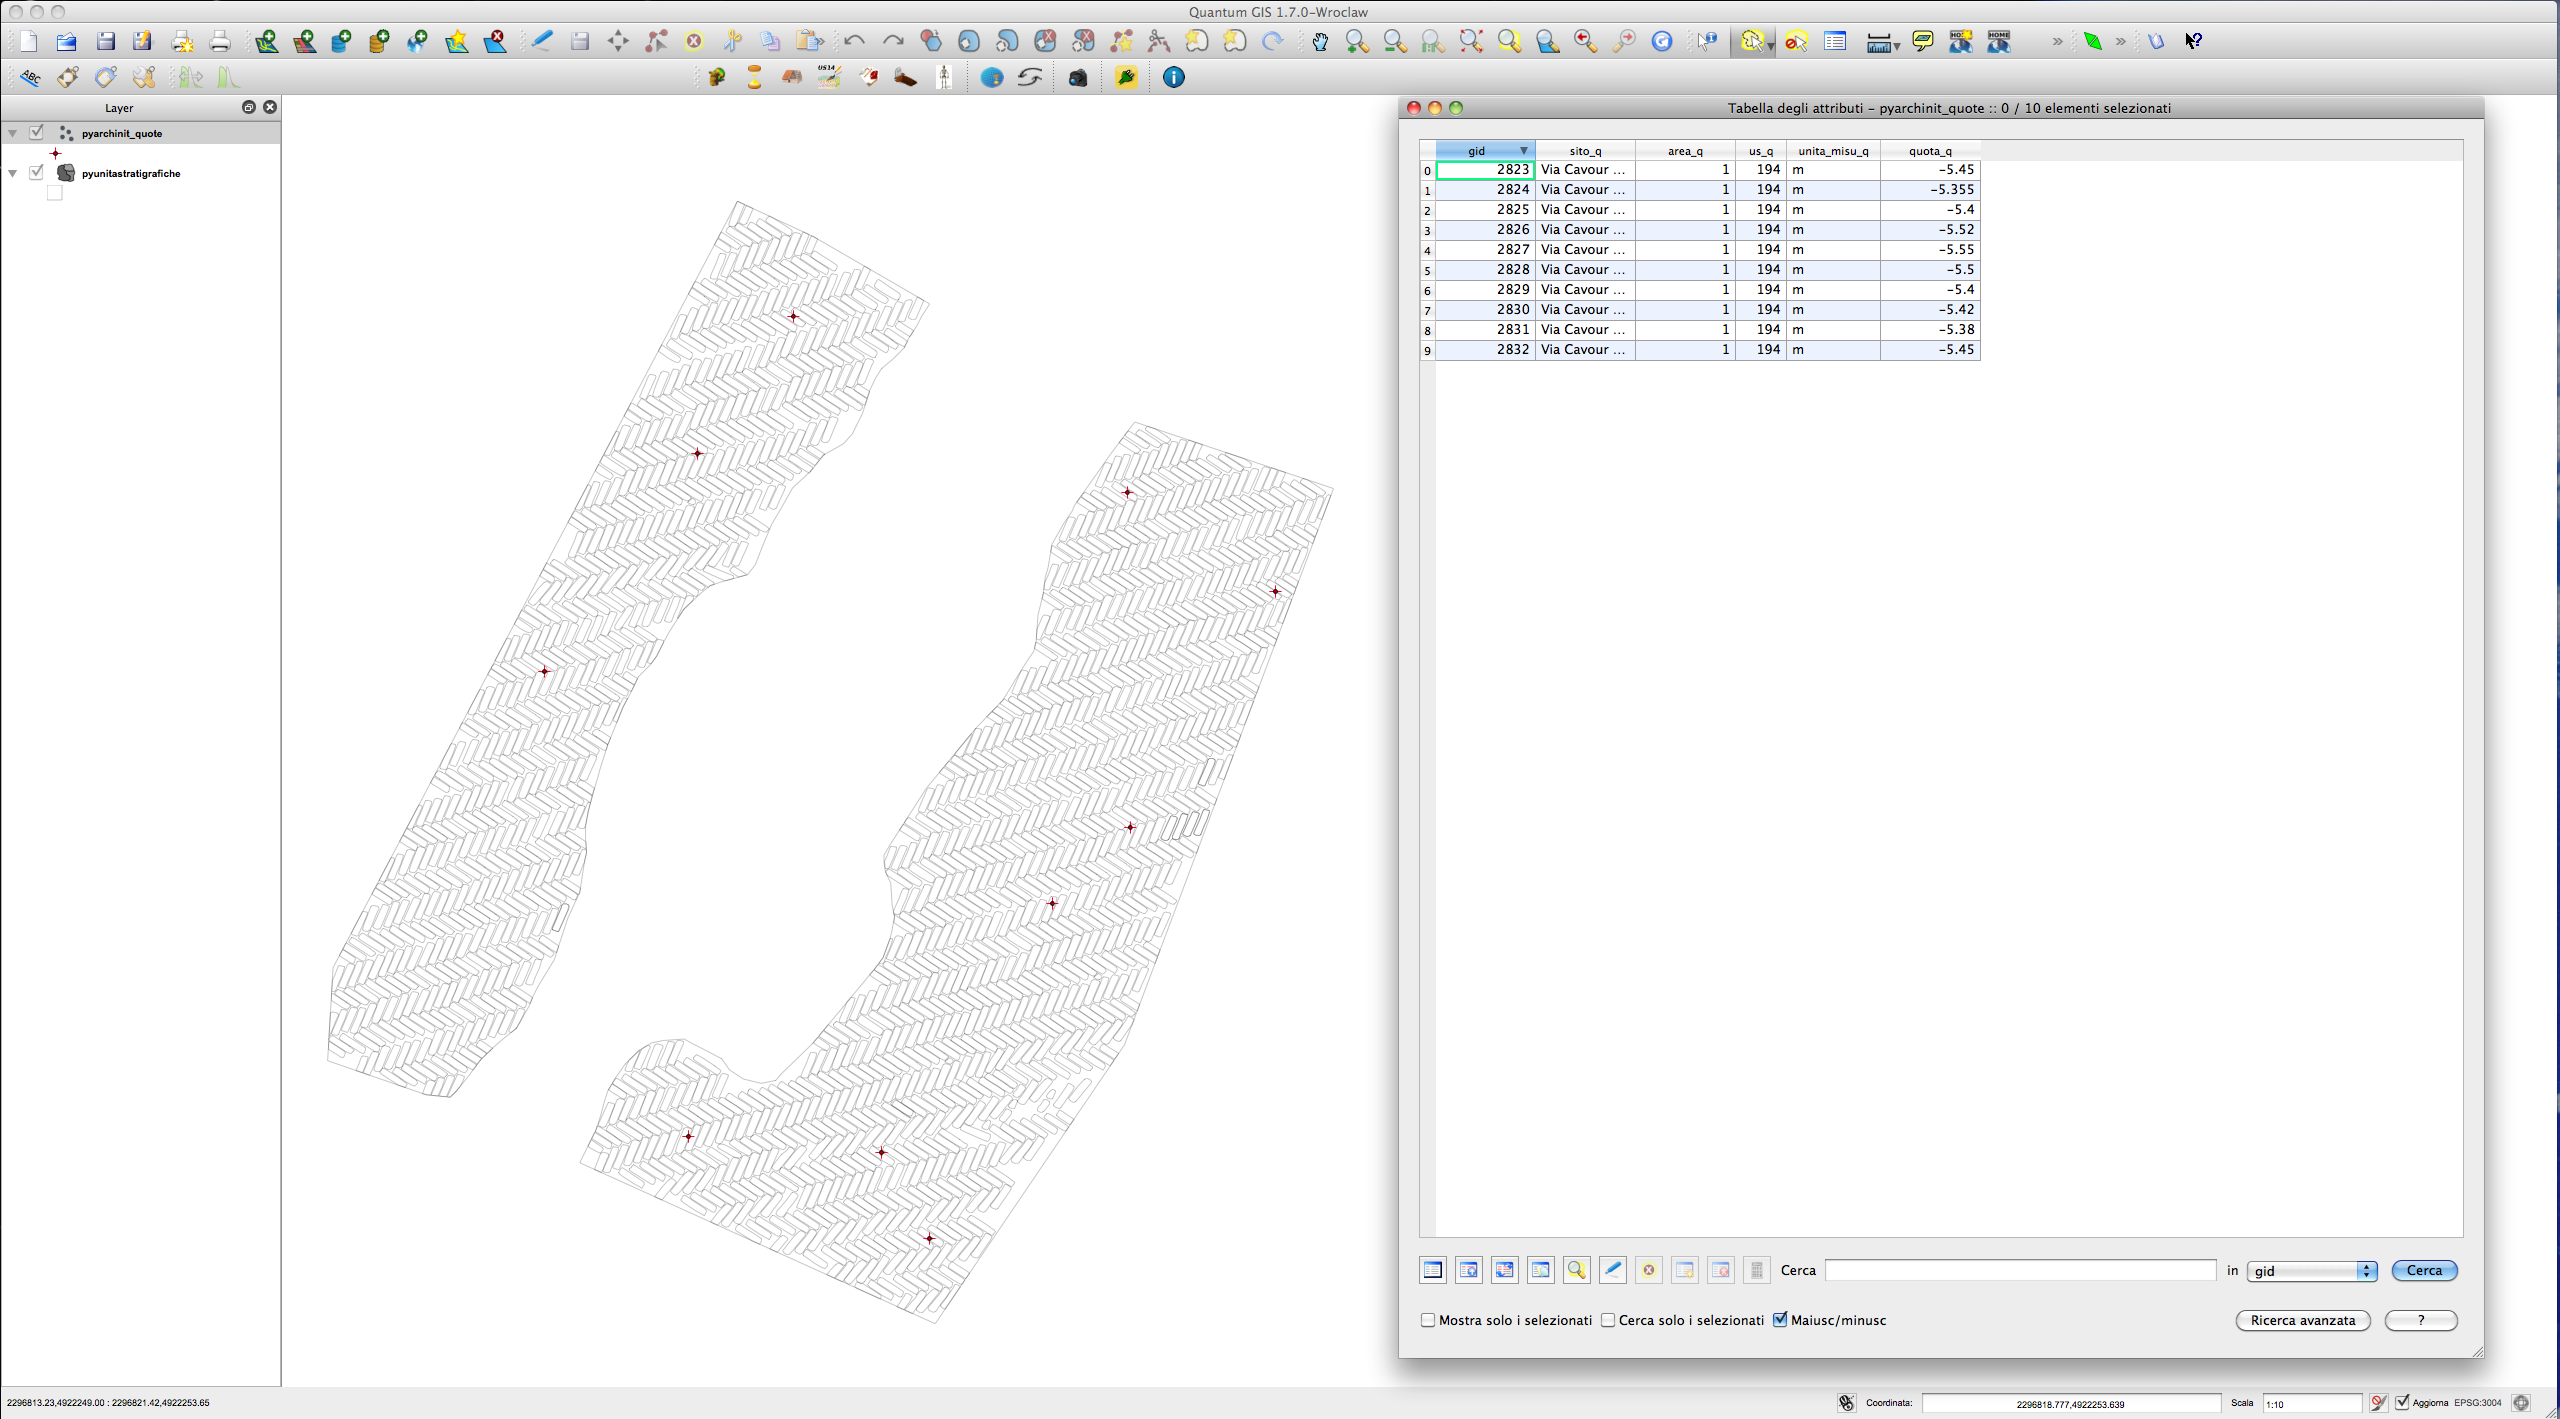 Quantum GIS 1.7.0-Wroclaw
ABC
US14
Layer
pyarchinit_quote
pyunitastratigrafiche
Tabella degli attributi - pyarchinit_quote :: 0 / 10 elementi selezionati
gid sito_q area_q us_q unita_misu_q quota_q
0 2823 Via Cavour ... 1 194 m -5.45
1 2824 Via Cavour ... 1 194 m -5.355
2 2825 Via Cavour ... 1 194 m -5.4
3 2826 Via Cavour ... 1 194 m -5.52
4 2827 Via Cavour ... 1 194 m -5.55
5 2828 Via Cavour ... 1 194 m -5.5
6 2829 Via Cavour ... 1 194 m -5.4
7 2830 Via Cavour ... 1 194 m -5.42
8 2831 Via Cavour ... 1 194 m -5.38
9 2832 Via Cavour ... 1 194 m -5.45
Cerca in gid Cerca
Mostra solo i selezionati Cerca solo i selezionati Maiusc/minusc Ricerca avanzata ?
2296813.23,4922249.00 : 2296821.42,4922253.65 Coordinata: 2296818.777,4922253.639 Scala 1:10 Aggiorna EPSG:3004